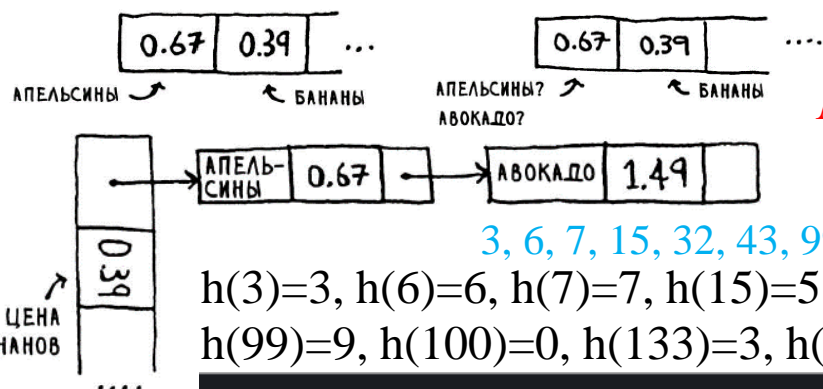 0.67 0.39 ...
АПЕЛЬСИНЫ БАНАНЫ
0.67 0.39 ....
АПЕЛЬСИНЫ? БАНАНЫ
АВОКАДО?
АПЕЛЬ-
СИНЫ
0.67
АВОКАДО 1.49
0.39
ЦЕНА
НАНОВ
....
3, 6, 7, 15, 32, 43, 9
h(3)=3, h(6)=6, h(7)=7, h(15)=5
h(99)=9, h(100)=0, h(133)=3, h(